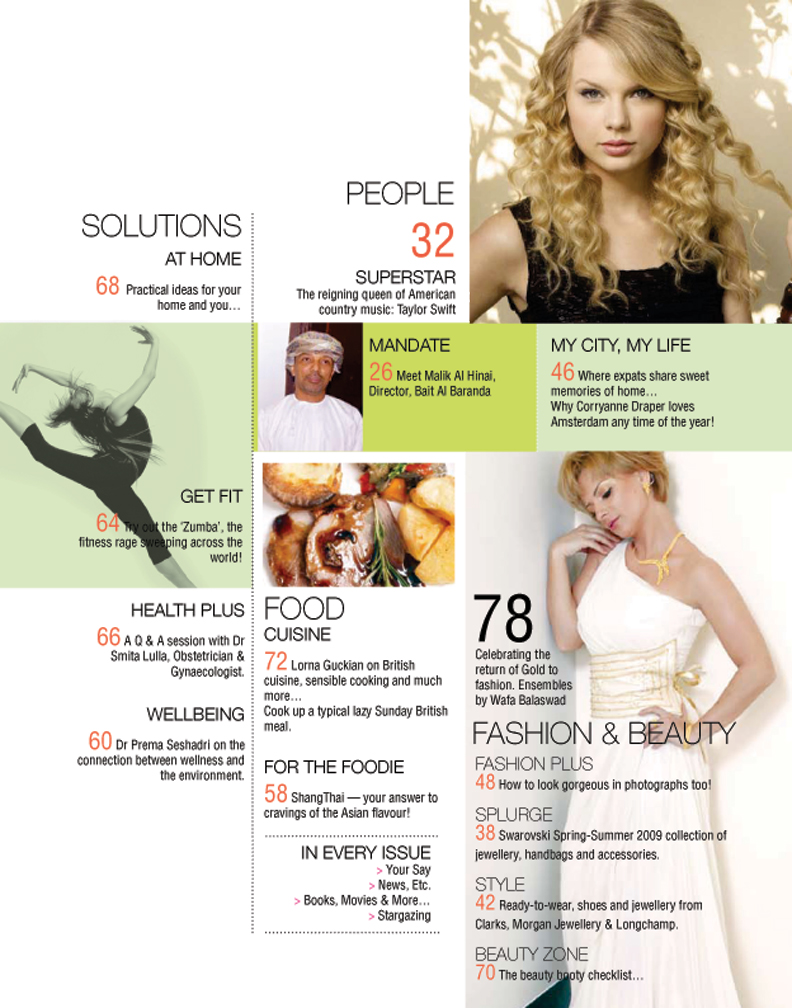 PEOPLE
32
SUPERSTAR
The reigning queen of American
country music: Taylor Swift
SOLUTIONS
AT HOME
68 Practical ideas for your
home and you…
MANDATE
26 Meet Malik Al Hinai,
Director, Bait Al Baranda
MY CITY, MY LIFE
46 Where expats share sweet
memories of home…
Why Corryanne Draper loves
Amsterdam any time of the year!
GET FIT
64 Try out the ‘Zumba’, the
fitness rage sweeping across the
world!
HEALTH PLUS
66 A Q & A session with Dr
Smita Lulla, Obstetrician &
Gynaecologist.
WELLBEING
60 Dr Prema Seshadri on the
connection between wellness and
the environment.
FOOD
CUISINE
72 Lorna Guckian on British
cuisine, sensible cooking and much
more…
Cook up a typical lazy Sunday British
meal.
FOR THE FOODIE
58 ShangThai — your answer to
cravings of the Asian flavour!
IN EVERY ISSUE
> Your Say
> News, Etc.
> Books, Movies & More…
> Stargazing
78
Celebrating the
return of Gold to
fashion. Ensembles
by Wafa Balaswad
FASHION & BEAUTY
FASHION PLUS
48 How to look gorgeous in photographs too!
SPLURGE
38 Swarovski Spring-Summer 2009 collection of
jewellery, handbags and accessories.
STYLE
42 Ready-to-wear, shoes and jewellery from
Clarks, Morgan Jewellery & Longchamp.
BEAUTY ZONE
70 The beauty booty checklist…